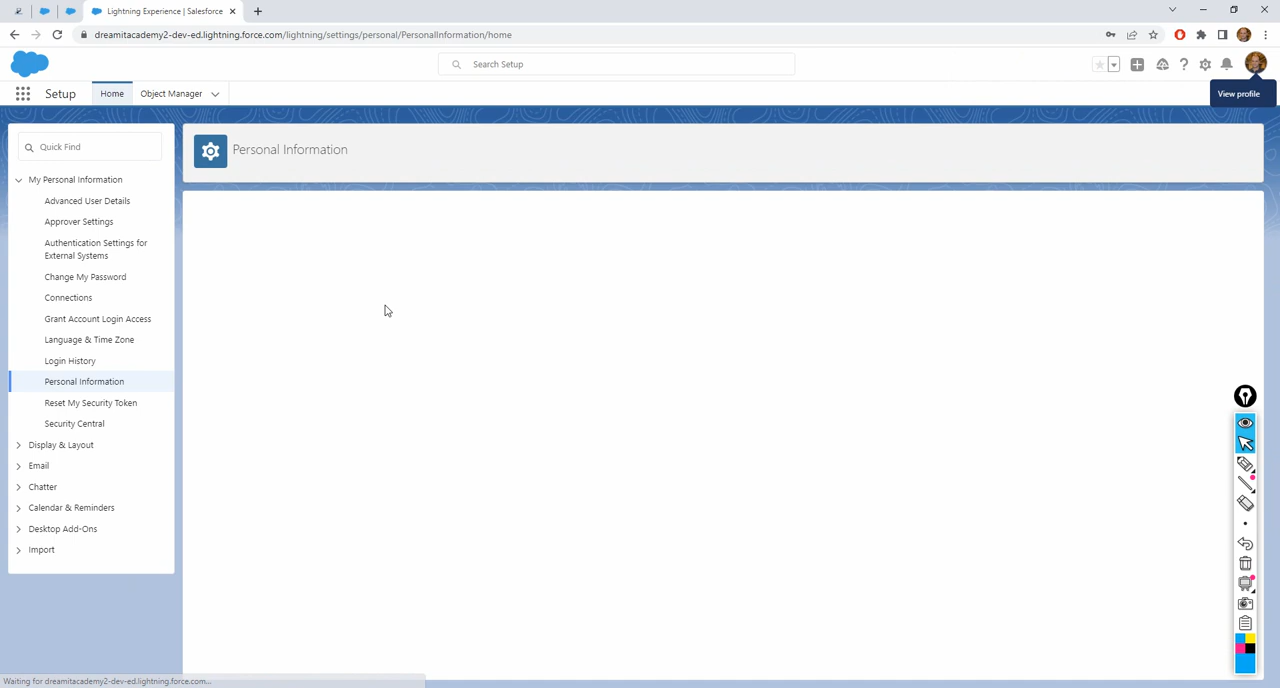 Lightning Experience | Salesforce
dreamitacademy2-dev-ed.lightning.force.com/lightning/settings/personal/PersonalInformation/home
Search Setup
View profile
Setup
Home
Object Manager
Quick Find
Personal Information
My Personal Information
Advanced User Details
Approver Settings
Authentication Settings for
External Systems
Change My Password
Connections
Grant Account Login Access
Language & Time Zone
Login History
Personal Information
Reset My Security Token
Security Central
Display & Layout
Email
Chatter
Calendar & Reminders
Desktop Add-Ons
Import
Waiting for dreamitacademy2-dev-ed.lightning.force.com...